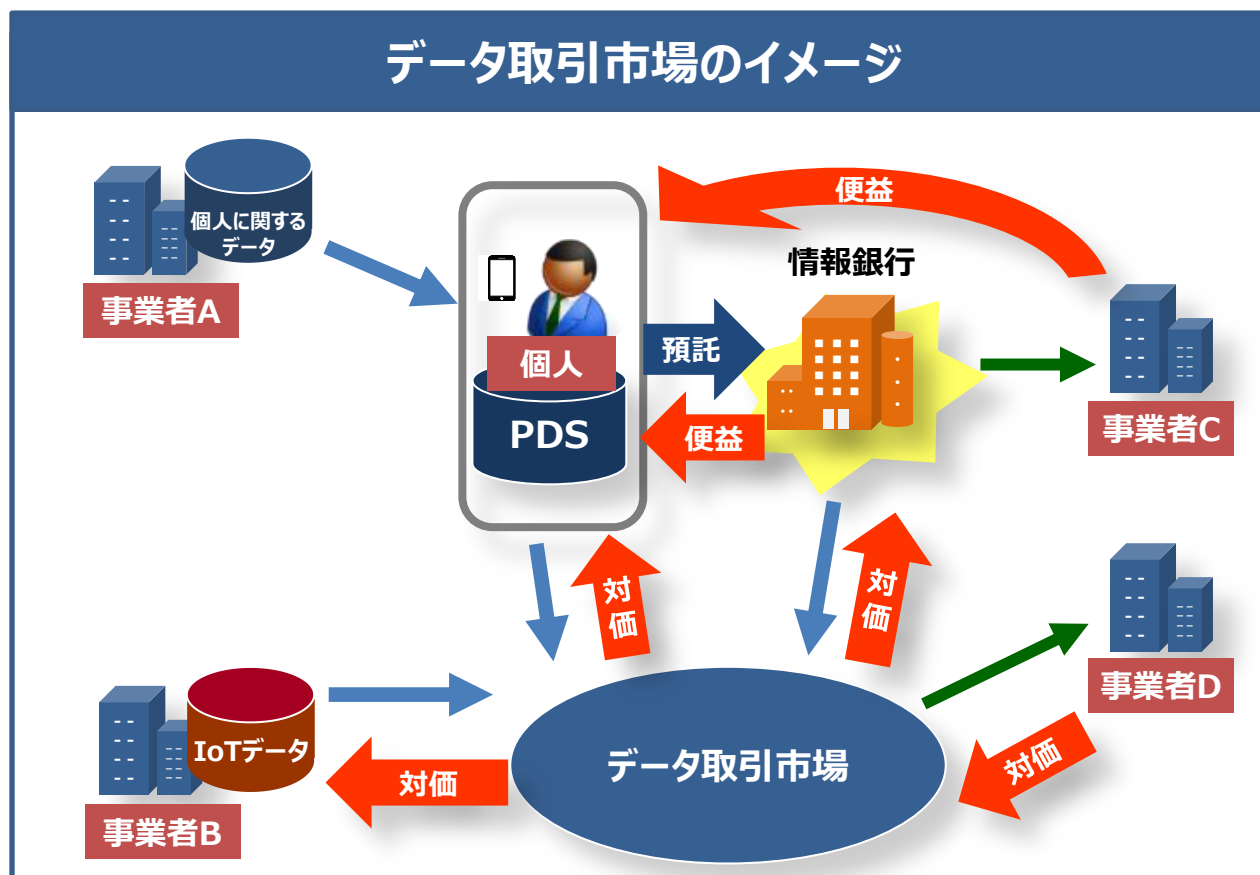 データ取引市場のイメージ
個人に関する
データ
事業者A
便益
情報銀行
個人
PDS
預託
便益
事業者C
対価
対価
IoTデータ
事業者B
対価
データ取引市場
事業者D
対価